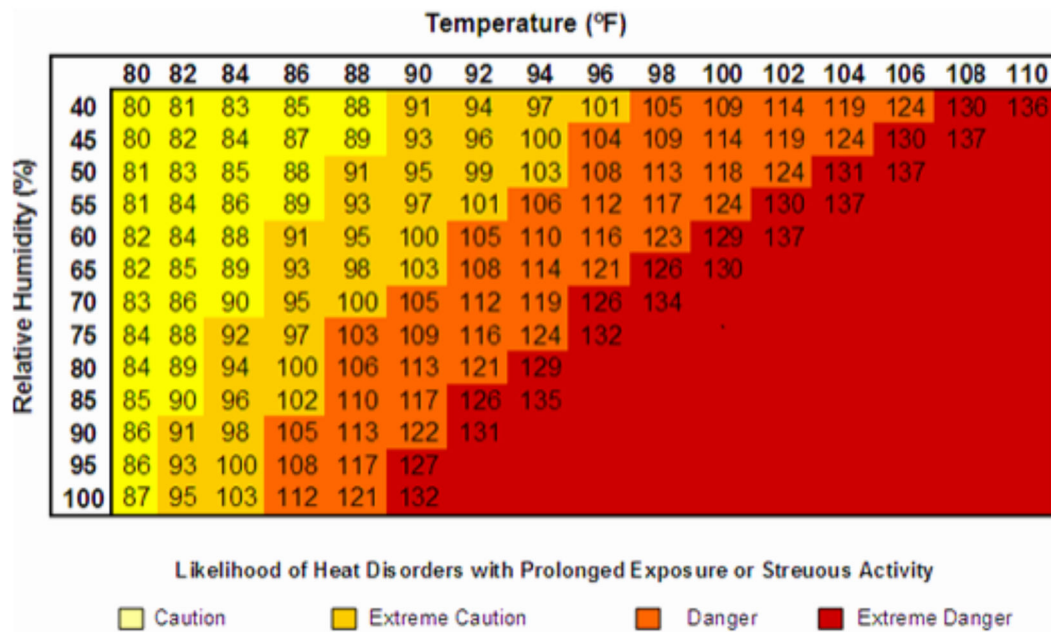 Temperature (ºF)
80 82 84 86 88 90 92 94 96 98 100 102 104 106 108 110
Relative Humidity (%)
40 80 81 83 85 88 91 94 97 101 105 109 114 119 124 130 136
45 80 82 84 87 89 93 96 100 104 109 114 119 124 130 137
50 81 83 85 88 91 95 99 103 108 113 118 124 131 137
55 81 84 86 89 93 97 101 106 112 117 124 130 137
60 82 84 88 91 95 100 105 110 116 123 129 137
65 82 85 89 93 98 103 108 114 121 126 130
70 83 86 90 95 100 105 112 119 126 134
75 84 88 92 97 103 109 116 124 132
80 84 89 94 100 106 113 121 129
85 85 90 96 102 110 117 126 135
90 86 91 98 105 113 122 131
95 86 93 100 108 117 127
100 87 95 103 112 121 132
Likelihood of Heat Disorders with Prolonged Exposure or Streuous Activity
Caution Extreme Caution Danger Extreme Danger